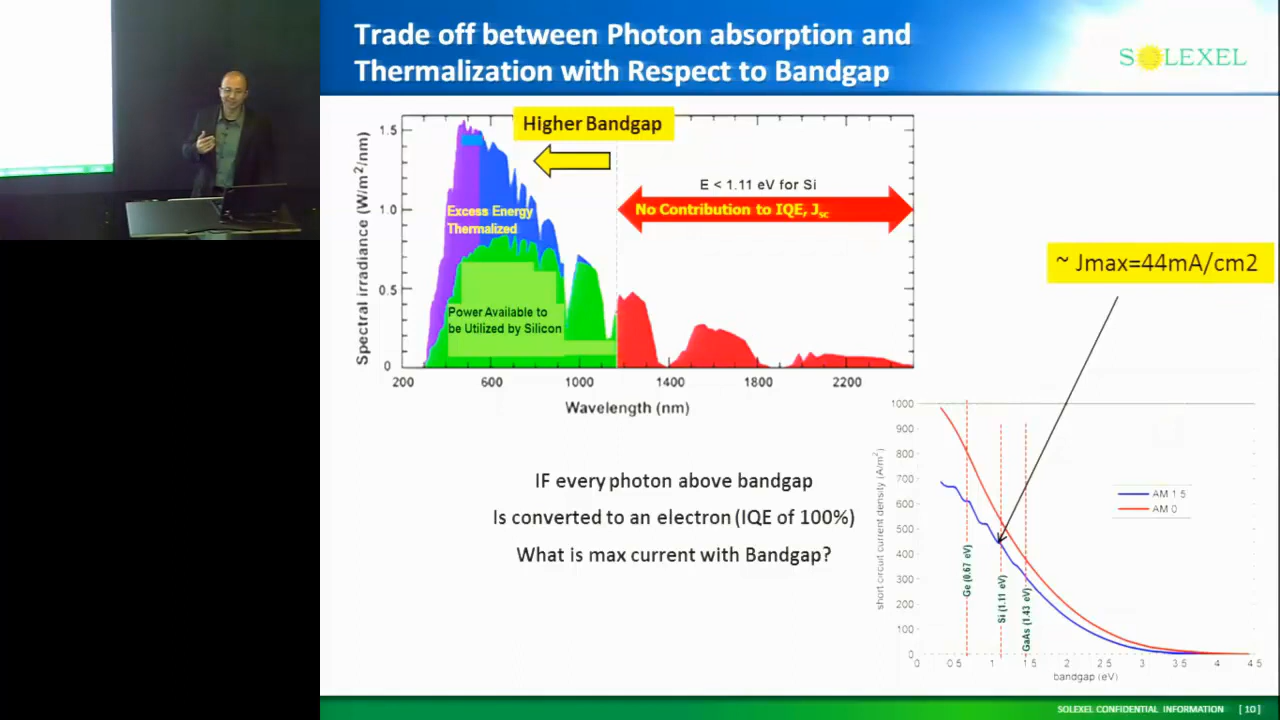 Trade off between Photon absorption and
Thermalization with Respect to Bandgap
SOLEXEL
Higher Bandgap
E < 1.11 eV for Si
No Contribution to IQE, Jsc
Excess Energy
Thermalized
Power Available to
be Utilized by Silicon
Spectral irradiance (W/m²/nm)
1.5
1.0
0.5
0
200
600
1000
1400
1800
2200
Wavelength (nm)
~ Jmax=44mA/cm2
IF every photon above bandgap
Is converted to an electron (IQE of 100%)
What is max current with Bandgap?
short circuit current density (A/m²)
1000
900
800
700
600
500
400
300
200
100
0
AM 1 5
AM 0
Ge (0.67 eV)
Si (1.11 eV)
GaAs (1.43 eV)
0
0 5
1
1 5
2
2.5
3
3.5
4
4 5
bandgap (eV)
SOLEXEL CONFIDENTIAL INFORMATION [ 10 ]